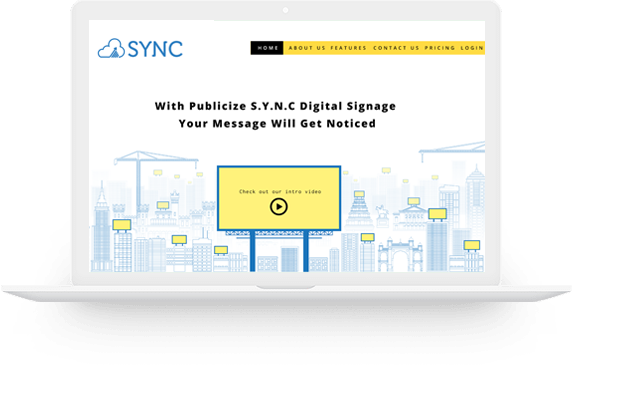 SYNC
HOME ABOUT US FEATURES CONTACT US PRICING LOGIN
With Publicize S.Y.N.C Digital Signage
Your Message Will Get Noticed
Check out our intro video